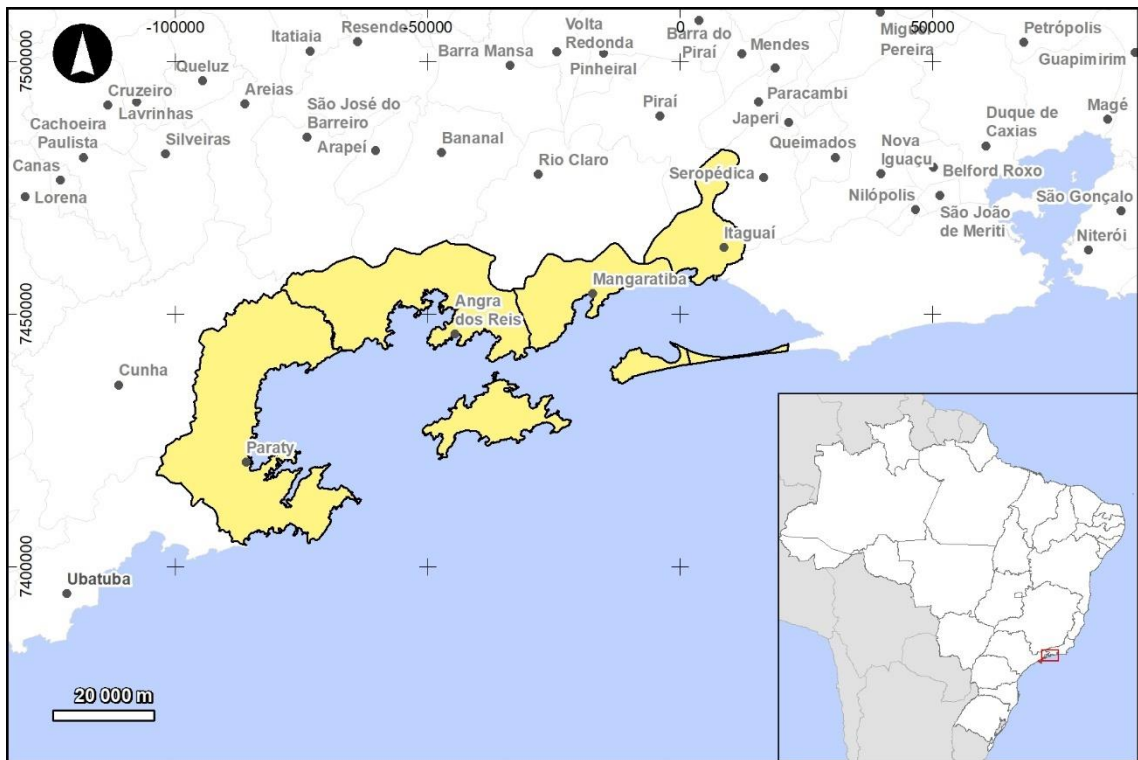 -100000
-50000
0
50000
7500000
7450000
7400000
Itatiaia
Resende
Volta
Redonda
Barra do
Piraí
Miguel
Pereira
Petrópolis
Guapimirim
Queluz
Barra Mansa
Pinheiral
Mendes
Cruzeiro
Lavrinhas
Areias
São José do
Barreiro
Piraí
Paracambi
Japeri
Duque de
Caxias
Magé
Cachoeira
Paulista
Silveiras
Arapeí
Bananal
Queimados
Nova
Iguaçu
Canas
Lorena
Rio Claro
Seropédica
Belford Roxo
Nilópolis
São Gonçalo
São João
de Meriti
Niterói
Itaguaí
Mangaratiba
Angra
dos Reis
Cunha
Paraty
Ubatuba
20 000 m